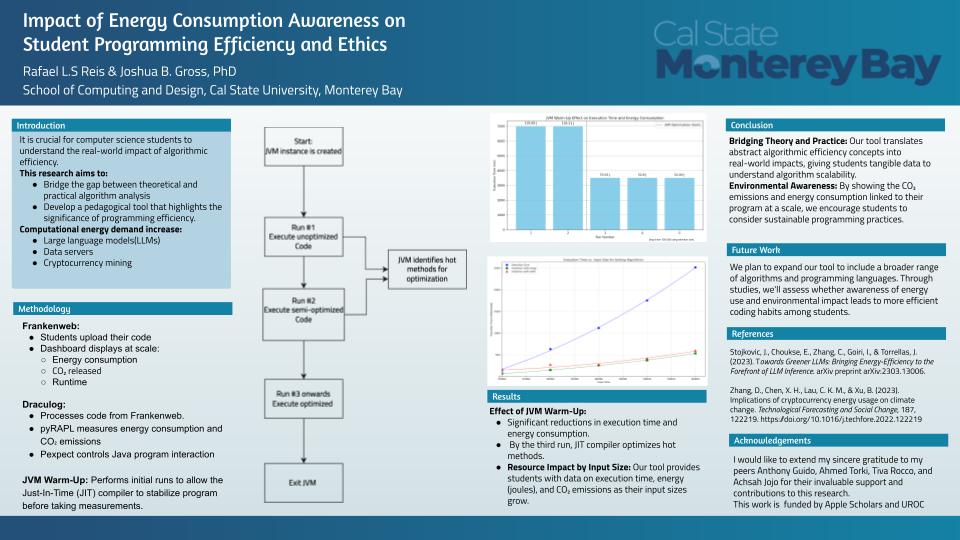 Impact of Energy Consumption Awareness on
Student Programming Efficiency and Ethics
Rafael L.S Reis & Joshua B. Gross, PhD
School of Computing and Design, Cal State University, Monterey Bay
Cal State
Monterey Bay
Introduction
It is crucial for computer science students to
understand the real-world impact of algorithmic
efficiency.
This research aims to:
● Bridge the gap between theoretical and
practical algorithm analysis
● Develop a pedagogical tool that highlights the
significance of programming efficiency.
Computational energy demand increase:
● Large language models(LLMs)
● Data servers
● Cryptocurrency mining
Methodology
Frankenweb:
● Students upload their code
● Dashboard displays at scale:
○ Energy consumption
○ CO₂ released
○ Runtime
Draculog:
● Processes code from Frankenweb.
● pyRAPL measures energy consumption and
CO₂ emissions
● Pexpect controls Java program interaction
JVM Warm-Up: Performs initial runs to allow the
Just-In-Time (JIT) compiler to stabilize program
before taking measurements.
Start:
JVM instance is created
Run #1
Execute unoptimized
Code
JVM identifies hot
methods for
optimization
Run #2
Execute semi-optimized
Code
Run #3 onwards
Execute optimized
Exit JVM
JVM Warm-Up Effect on Execution Time and Energy Consumption
Execution Time vs. Input Size for Sorting Algorithms
Results
Effect of JVM Warm-Up:
● Significant reductions in execution time and
energy consumption.
● By the third run, JIT compiler optimizes hot
methods.
● Resource Impact by Input Size: Our tool provides
students with data on execution time, energy
(joules), and CO₂ emissions as their input sizes
grow.
Conclusion
Bridging Theory and Practice: Our tool translates
abstract algorithmic efficiency concepts into
real-world impacts, giving students tangible data to
understand algorithm scalability.
Environmental Awareness: By showing the CO₂
emissions and energy consumption linked to their
program at a scale, we encourage students to
consider sustainable programming practices.
Future Work
We plan to expand our tool to include a broader range
of algorithms and programming languages. Through
studies, we'll assess whether awareness of energy
use and environmental impact leads to more efficient
coding habits among students.
References
Stojkovic, J., Choukse, E., Zhang, C., Goiri, I., & Torrellas, J.
(2023). Towards Greener LLMs: Bringing Energy-Efficiency to the
Forefront of LLM Inference. arXiv preprint arXiv:2303.13006.
Zhang, D., Chen, X. H., Lau, C. K. M., & Xu, B. (2023).
Implications of cryptocurrency energy usage on climate
change. Technological Forecasting and Social Change, 187,
122219. https://doi.org/10.1016/j.techfore.2022.122219
Acknowledgements
I would like to extend my sincere gratitude to my
peers Anthony Guido, Ahmed Torki, Tiva Rocco, and
Achsah Jojo for their invaluable support and
contributions to this research.
This work is funded by Apple Scholars and UROC